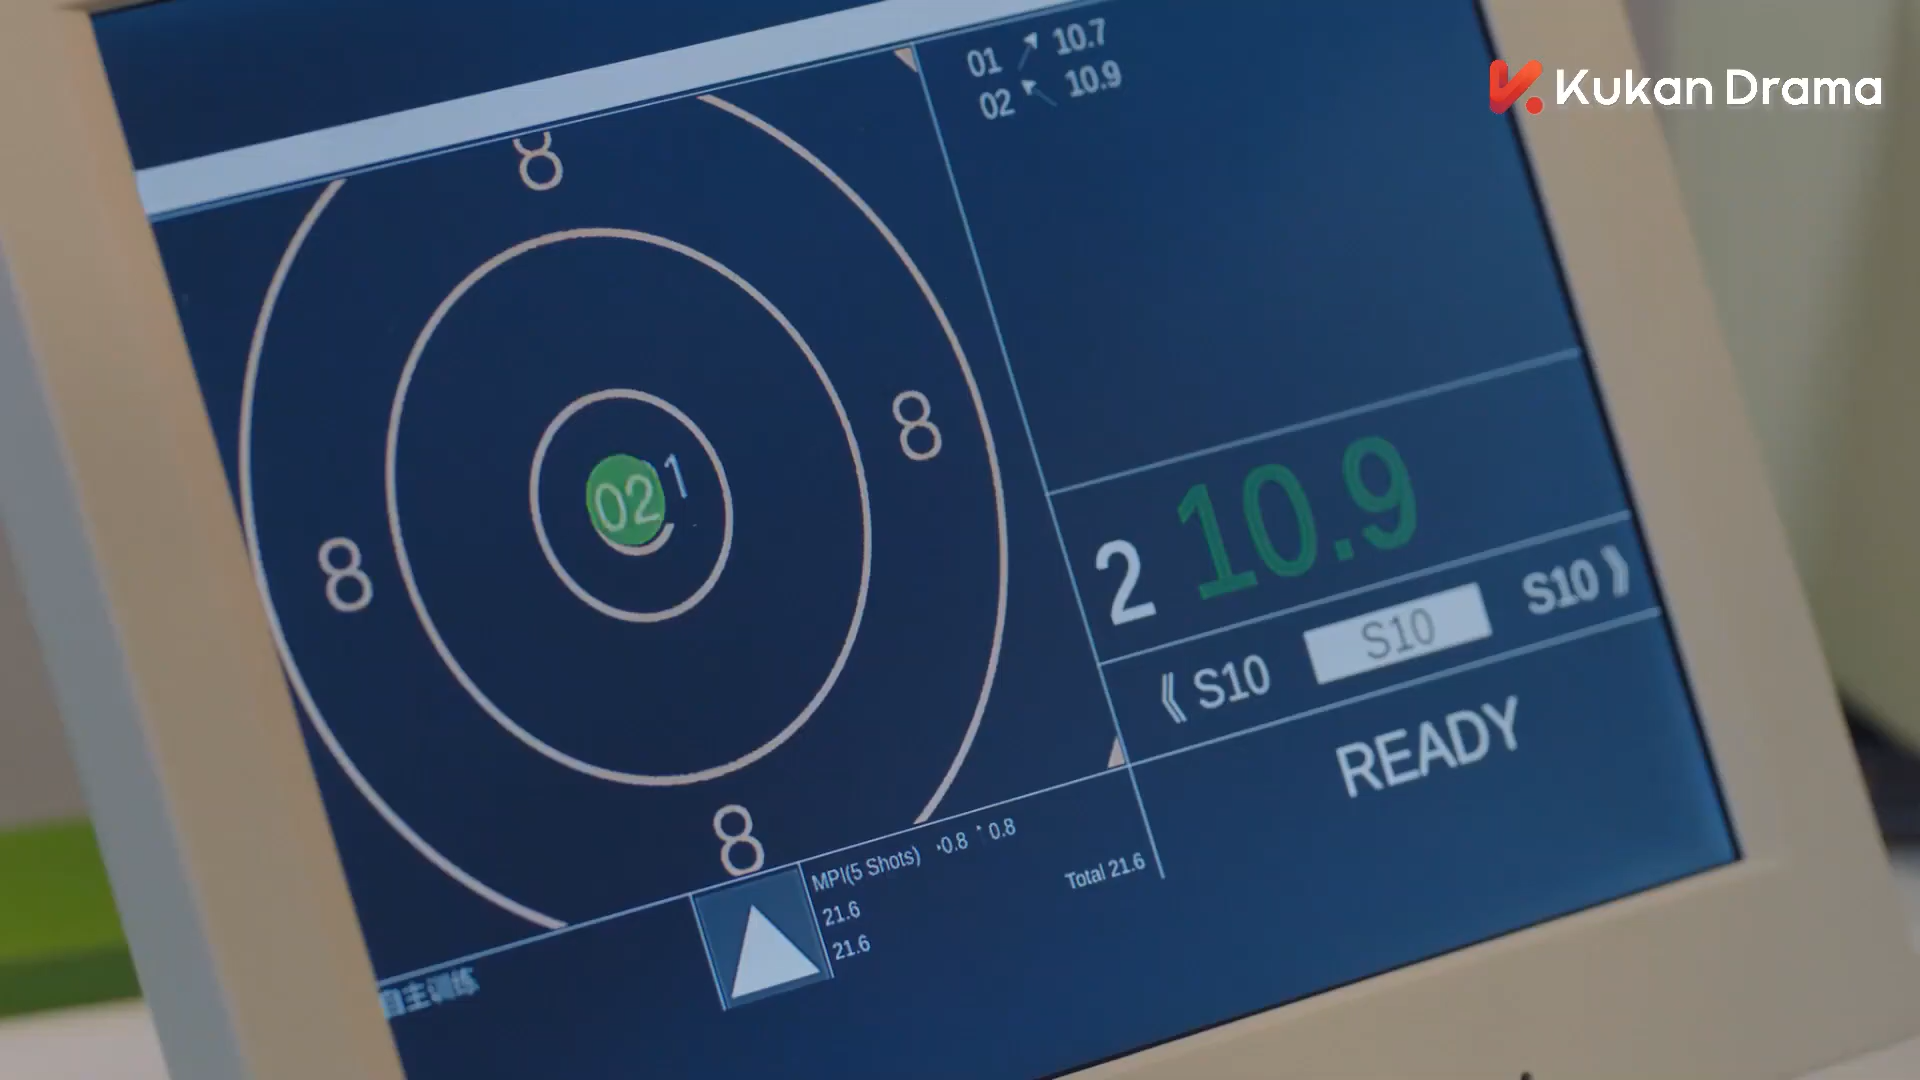 Kukan Drama
01 10.7
02 10.9
8
8
8
8
02
1
2 10.9
《 S10 S10 S10 》
READY
MPI(5 Shots) 0.8 0.8
21.6
21.6
Total 21.6
自主训练